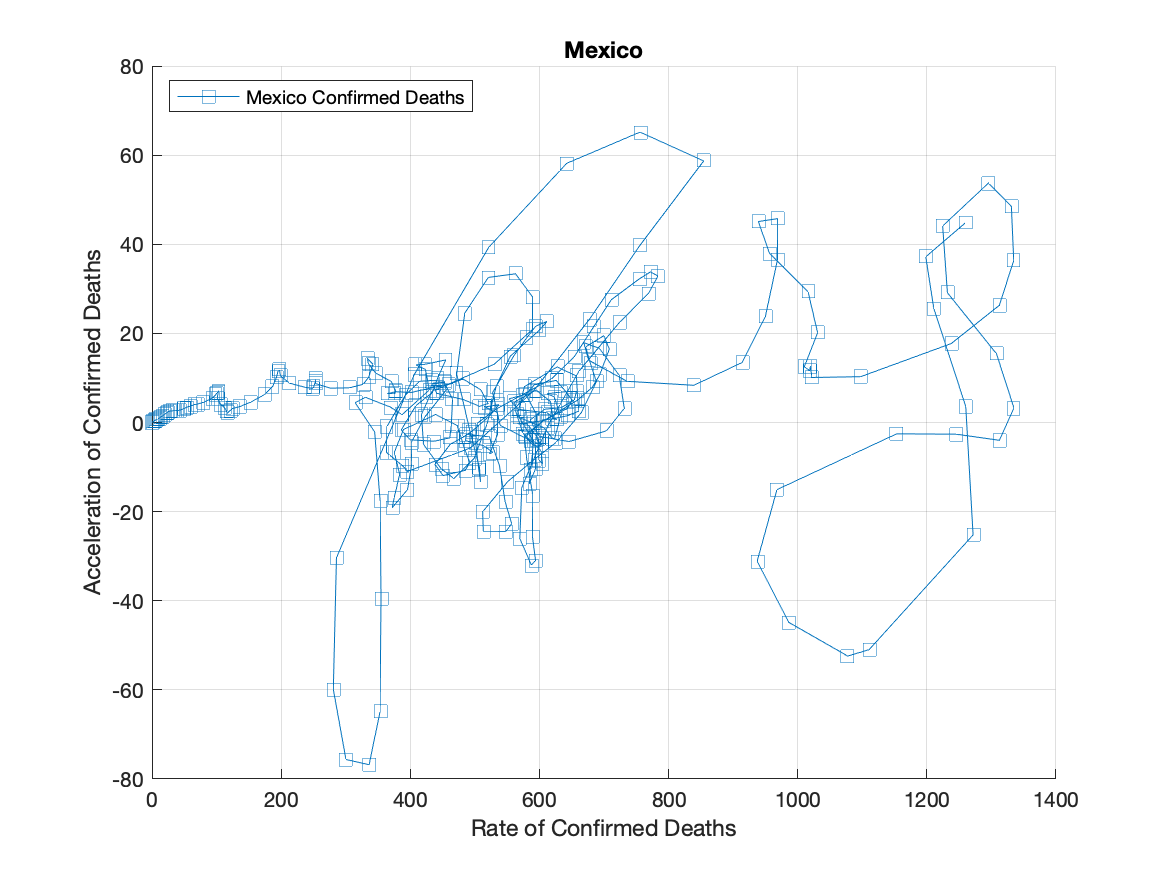 Mexico
Mexico Confirmed Deaths
80
60
40
20
0
-20
-40
-60
-80
Acceleration of Confirmed Deaths
0 200 400 600 800 1000 1200 1400
Rate of Confirmed Deaths